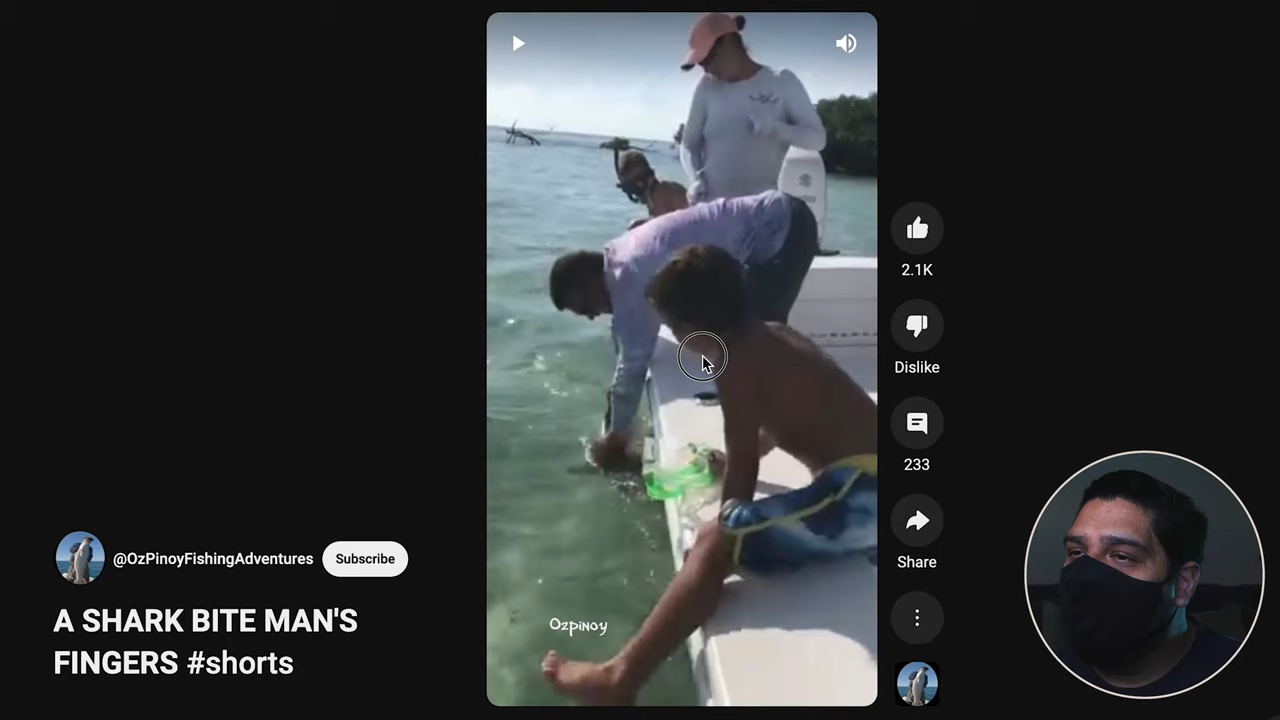 2.1K
Dislike
233
Share
@OzPinoyFishingAdventures
Subscribe
A SHARK BITE MAN'S
FINGERS #shorts
Ozpinoy